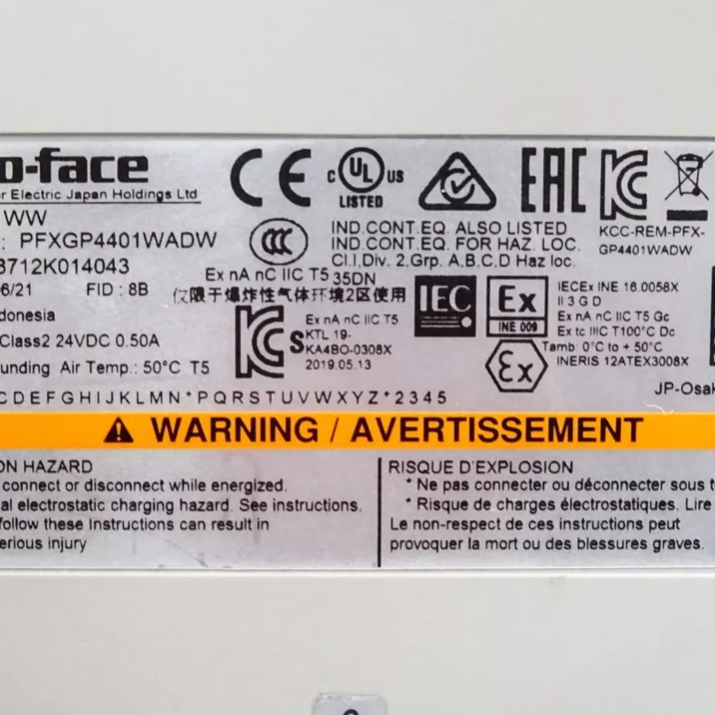 o-face
r Electric Japan Holdings Ltd
WW
: PFXGP4401WADW
3712K014043
6/21 FID : 8B
donesia
Class2 24VDC 0.50A
unding Air Temp.: 50°C T5
CDEFGHIJKLMN*PQRSTUVWXYZ*2345
CE
c UL us
LISTED
EAC
KC
CCC
IND.CONT.EQ. ALSO LISTED
IND.CONT.EQ. FOR HAZ. LOC.
Cl.I,Div. 2,Grp. A,B,C,D Haz loc.
35DN
KCC-REM-PFX-
GP4401WADW
Ex nA nC IIC T5
仅限于爆炸性气体环境2区使用
KCs
Ex nA nC IIC T5
KTL 19-
KA4BO-0308X
2019.05.13
IEC
Ex
INE 009
Ex
IECEx INE 16.0058X
II 3 G D
Ex nA nC IIC T5 Gc
Ex tc IIIC T100°C Dc
Tamb: 0°C to + 50°C
INERIS 12ATEX3008X
JP-Osak
WARNING / AVERTISSEMENT
ON HAZARD
connect or disconnect while energized.
al electrostatic charging hazard. See instructions.
follow these Instructions can result in
erious injury
RISQUE D'EXPLOSION
* Ne pas connecter ou déconnecter sous t
* Risque de charges électrostatiques. Lire
Le non-respect de ces instructions peut
provoquer la mort ou des blessures graves.